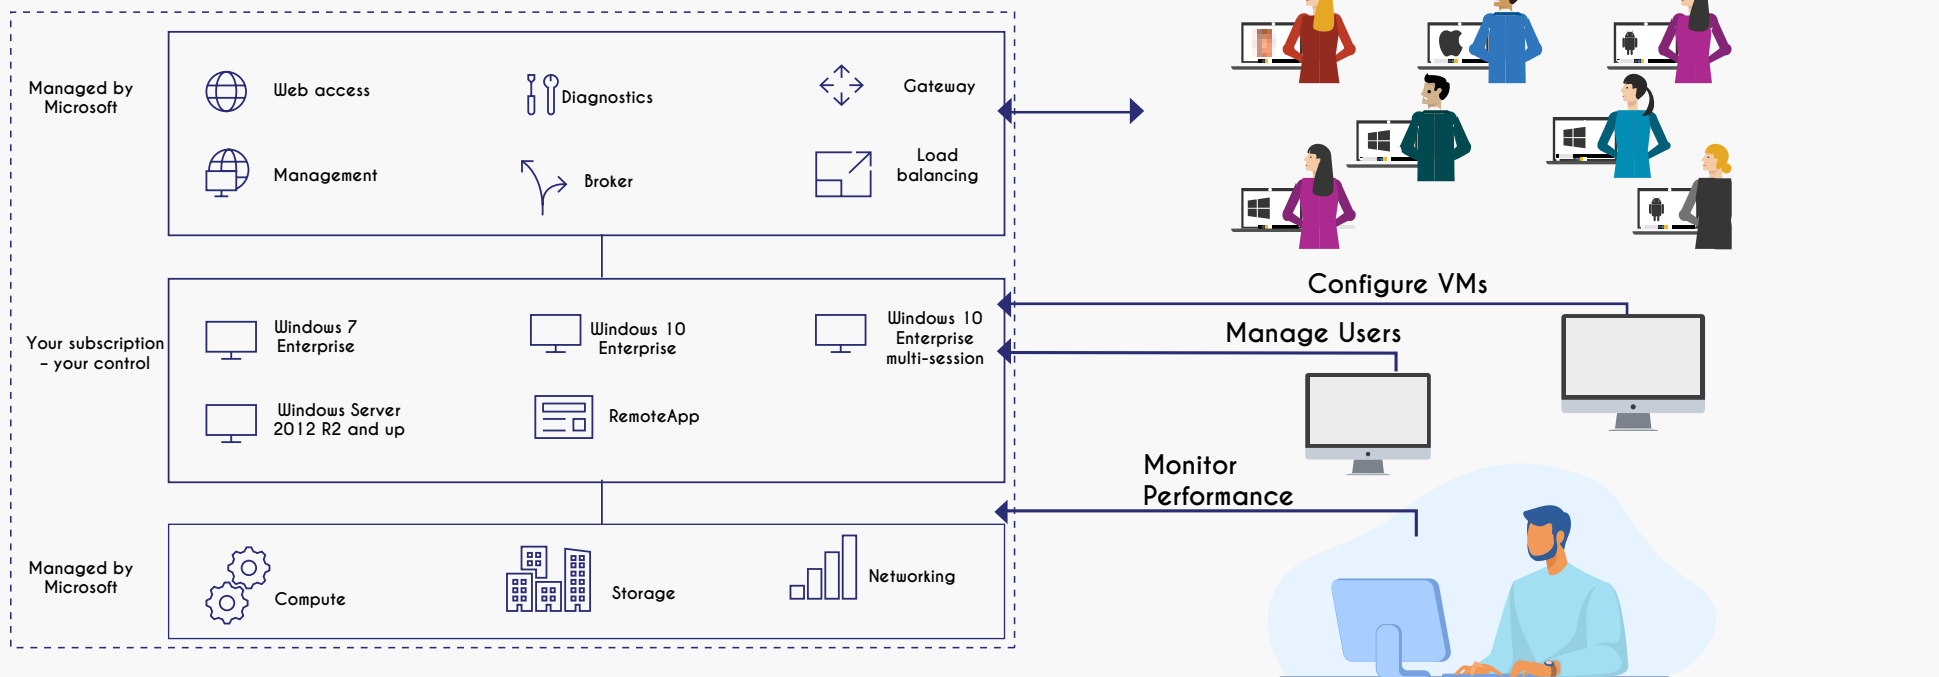 Managed by
Microsoft
Web access
Diagnostics
Gateway
Management
Broker
Load
balancing
Your subscription
– your control
Windows 7
Enterprise
Windows 10
Enterprise
Windows 10
Enterprise
multi-session
Windows Server
2012 R2 and up
RemoteApp
Managed by
Microsoft
Compute
Storage
Networking
Configure VMs
Manage Users
Monitor
Performance